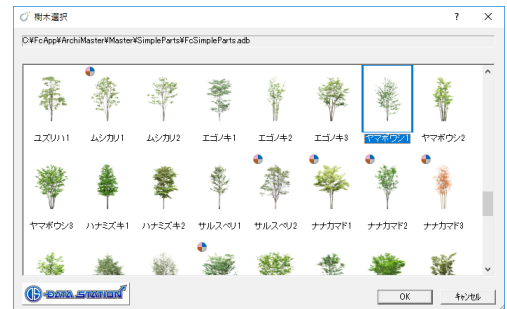 樹木選択
C:¥FcApp¥ArchiMaster¥Master¥SimpleParts¥FcSimpleParts.adb
ユズリハ1 ムシカリ1 ムシカリ2 エゴノキ1 エゴノキ2 エゴノキ3 ヤマボウシ1 ヤマボウシ2
ヤマボウシ3 ハナミズキ1 ハナミズキ2 サルスベリ1 サルスベリ2 ナナカマド1 ナナカマド2 ナナカマド3
DATA STATION
OK キャンセル